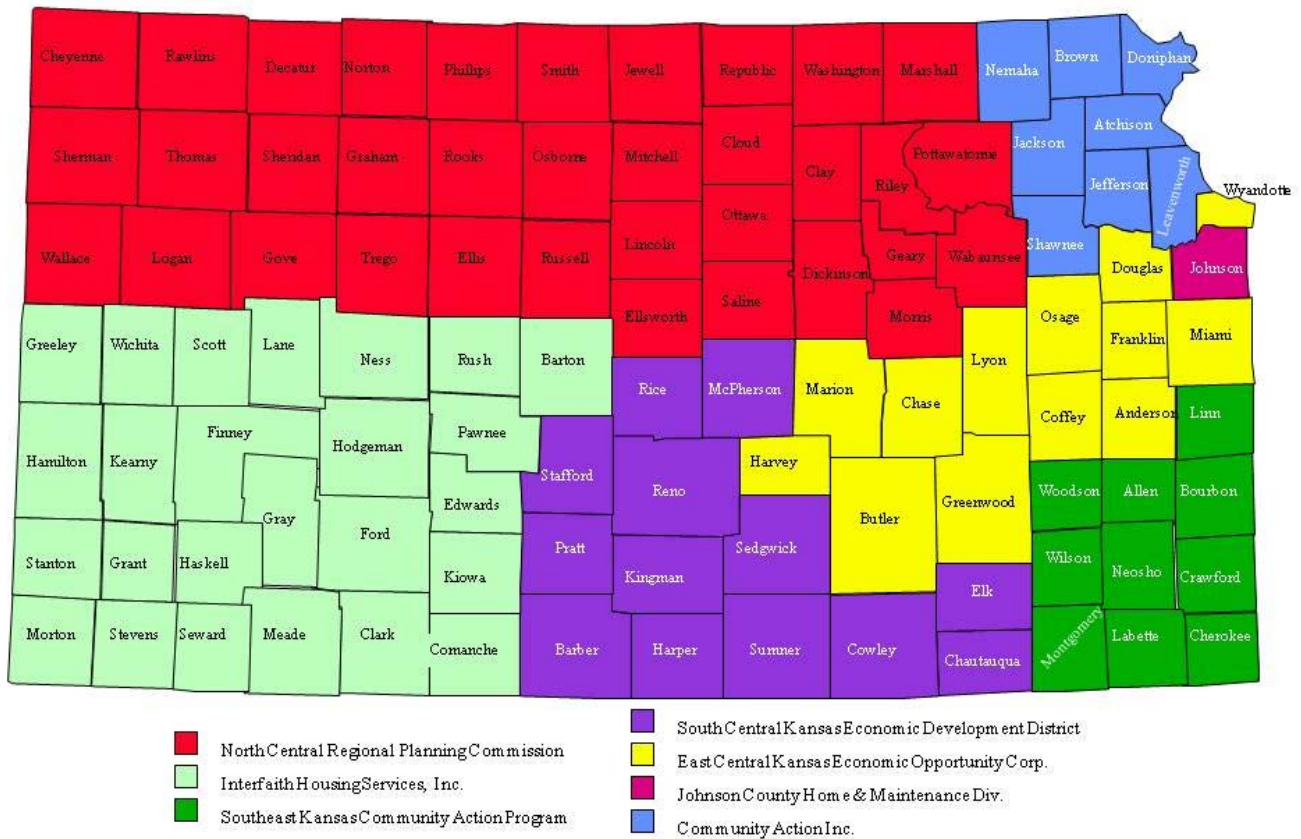 Cheyenne
Rawlins
Decatur
Norton
Phillips
Smith
Jewell
Republic
Washington
Marshall
Nemaha
Brown
Doniphan
Sherman
Thomas
Sheridan
Graham
Rooks
Osborne
Mitchell
Cloud
Clay
Riley
Pottawatomie
Jackson
Atchison
Jefferson
Leavenworth
Wyandotte
Wallace
Logan
Gove
Trego
Ellis
Russell
Lincoln
Ottawa
Saline
Dickinson
Geary
Wabaunsee
Shawnee
Douglas
Johnson
Ellsworth
Morris
Greeley
Wichita
Scott
Lane
Ness
Rush
Barton
Rice
McPherson
Marion
Chase
Lyon
Osage
Franklin
Miami
Hamilton
Kearny
Finney
Hodgeman
Pawnee
Stafford
Reno
Harvey
Butler
Greenwood
Coffey
Anderson
Linn
Gray
Ford
Edwards
Pratt
Kingman
Sedgwick
Woodson
Allen
Bourbon
Stanton
Grant
Haskell
Kiowa
Elk
Wilson
Neosho
Crawford
Morton
Stevens
Seward
Meade
Clark
Comanche
Barber
Harper
Sumner
Cowley
Chautauqua
Montgomery
Labette
Cherokee
North Central Regional Planning Commission
Interfaith Housing Services, Inc.
Southeast Kansas Community Action Program
South Central Kansas Economic Development District
East Central Kansas Economic Opportunity Corp.
Johnson County Home & Maintenance Div.
Community Action Inc.